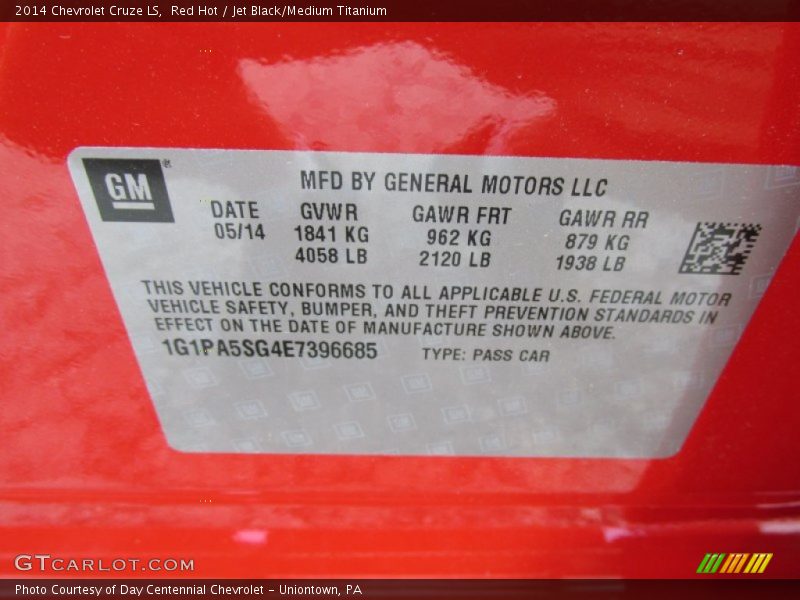 2014 Chevrolet Cruze LS,  Red Hot / Jet Black/Medium Titanium
GM®
MFD BY GENERAL MOTORS LLC
DATE GVWR GAWR FRT GAWR RR
05/14 1841 KG 962 KG 879 KG
4058 LB 2120 LB 1938 LB
THIS VEHICLE CONFORMS TO ALL APPLICABLE U.S. FEDERAL MOTOR
VEHICLE SAFETY, BUMPER, AND THEFT PREVENTION STANDARDS IN
EFFECT ON THE DATE OF MANUFACTURE SHOWN ABOVE.
1G1PA5SG4E7396685 TYPE: PASS CAR
GTCARLOT.COM
Photo Courtesy of Day Centennial Chevrolet – Uniontown, PA